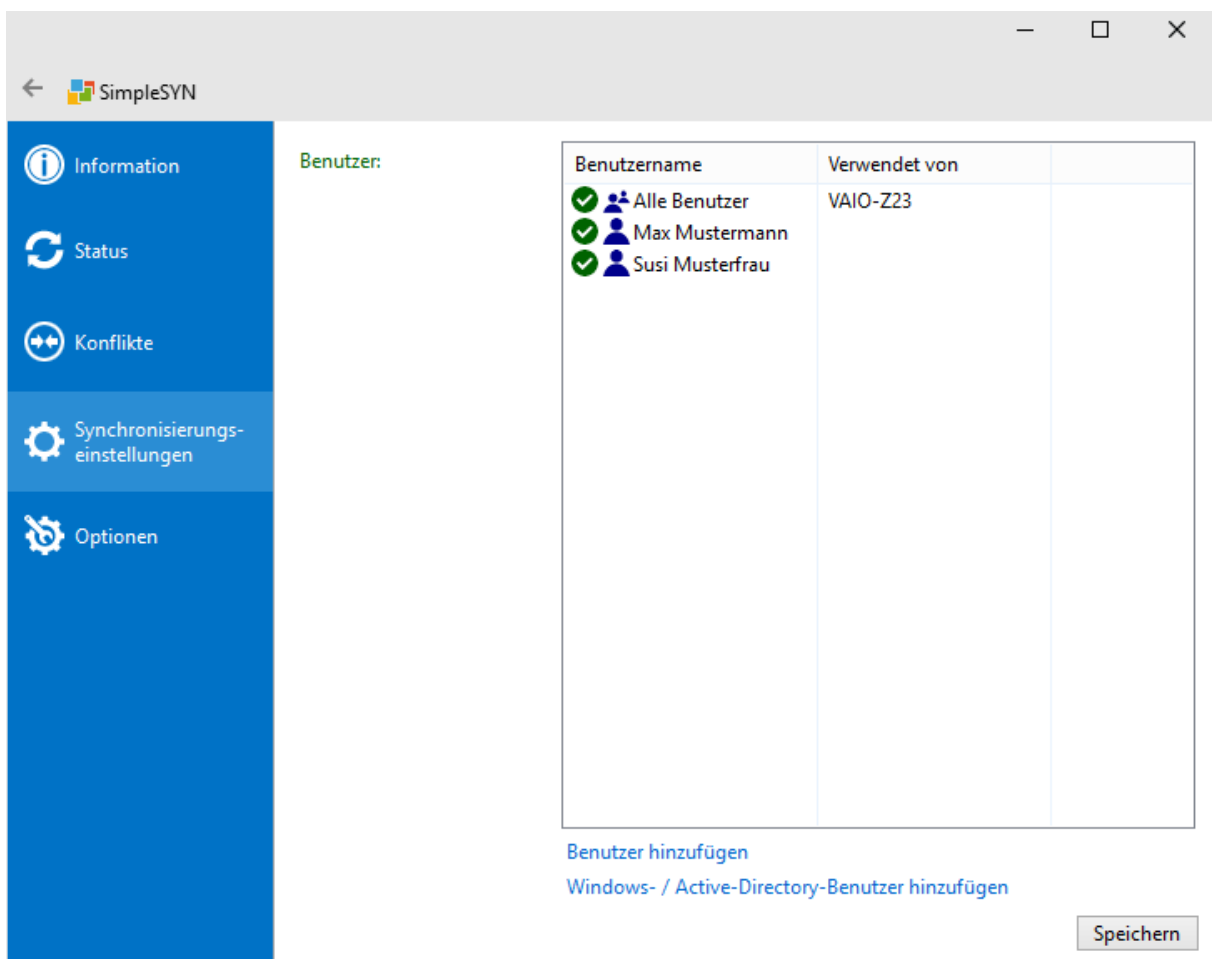 SimpleSYN
Information
Status
Konflikte
Synchronisierungs-
einstellungen
Optionen
Benutzer:
Benutzername Verwendet von
Alle Benutzer VAIO-Z23
Max Mustermann
Susi Musterfrau
Benutzer hinzufügen
Windows- / Active-Directory-Benutzer hinzufügen
Speichern